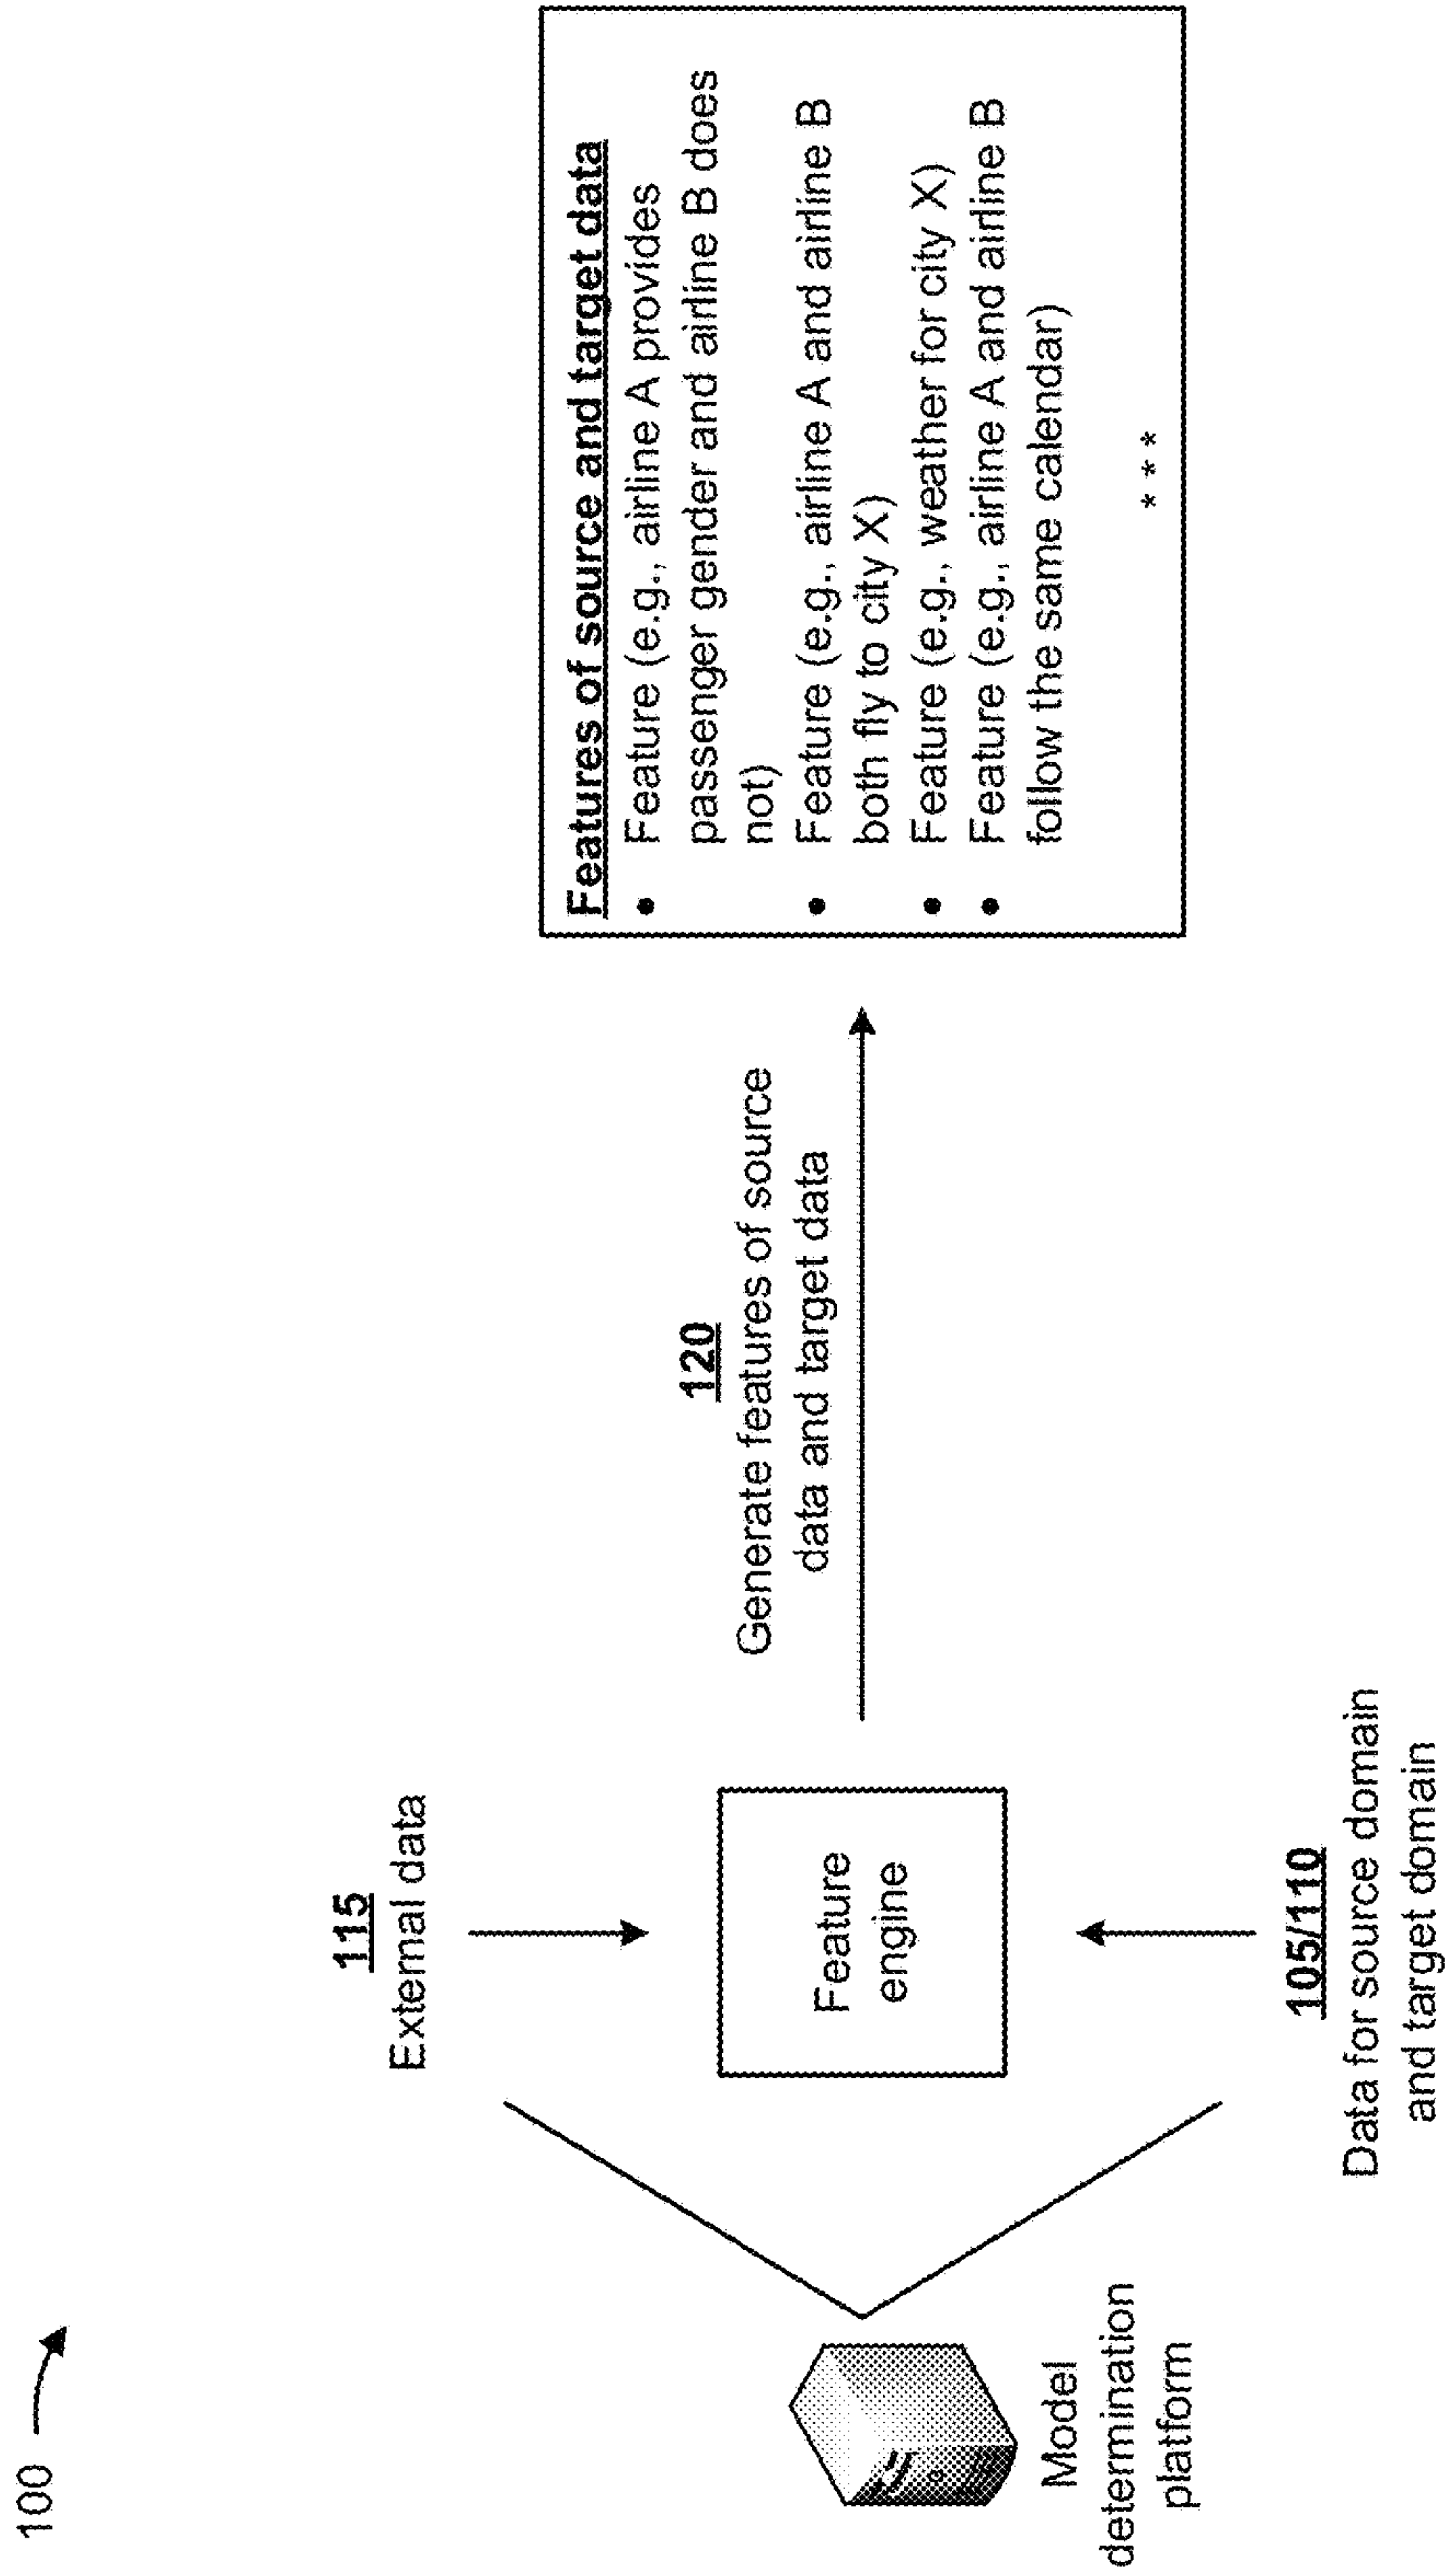 100
115
External data
Feature
engine
105/110
Data for source domain
and target domain
Model
determination
platform
120
Generate features of source
data and target data
Features of source and target data
• Feature (e.g., airline A provides
passenger gender and airline B does
not)
• Feature (e.g., airline A and airline B
both fly to city X)
• Feature (e.g., weather for city X)
• Feature (e.g., airline A and airline B
follow the same calendar)
* * *